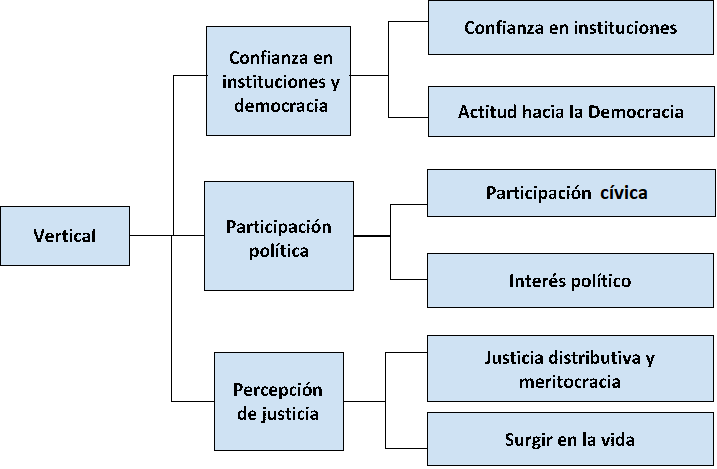 Vertical
Confianza en
instituciones y
democracia
Confianza en instituciones
Actitud hacia la Democracia
Participación
política
Participación cívica
Interés político
Percepción
de justicia
Justicia distributiva y
meritocracia
Surgir en la vida